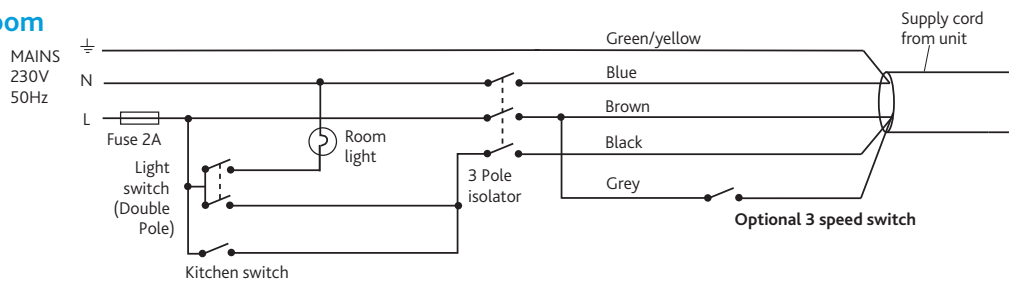 oom
MAINS
230V
50Hz
N
L
Fuse 2A
Light
switch
(Double
Pole)
Kitchen switch
Room
light
3 Pole
isolator
Green/yellow
Blue
Brown
Black
Grey
Optional 3 speed switch
Supply cord
from unit